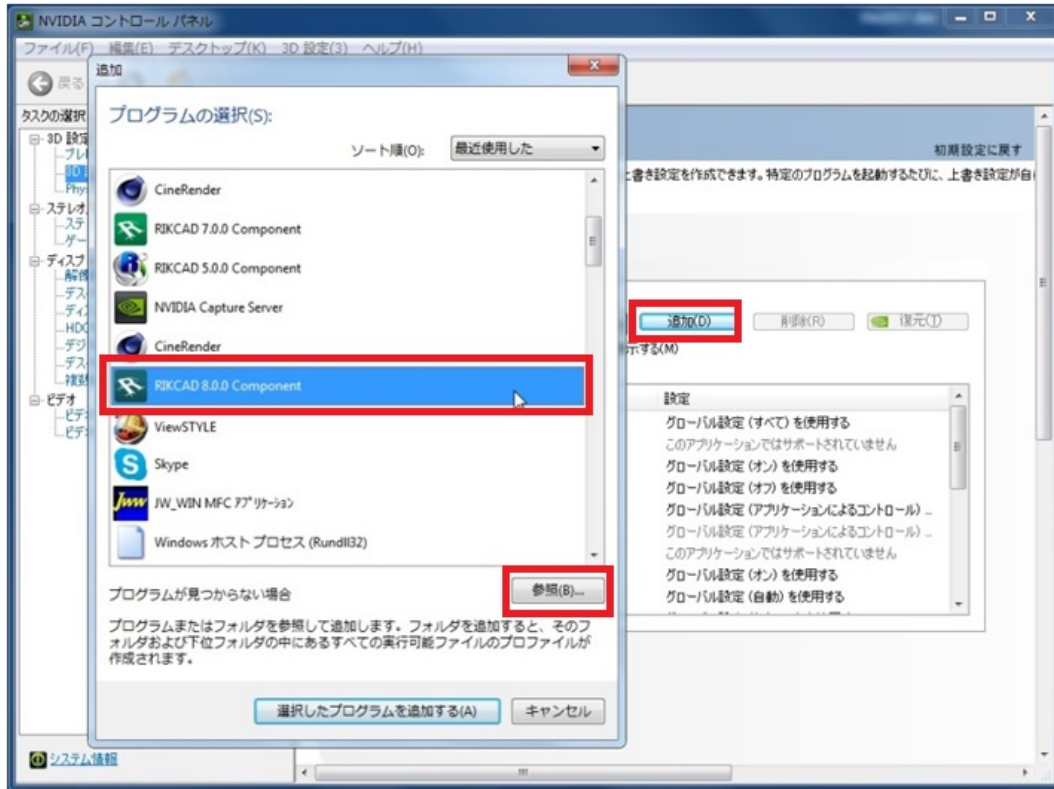 NVIDIA コントロール パネル
ファイル(F) 編集(E) デスクトップ(K) 3D 設定(3) ヘルプ(H)
戻る
タスクの選択
3D 設定
ステレオ
ディスプ
HDC
ビデオ
システム情報
追加
プログラムの選択(S):
ソート順(O): 最近使用した
CineRender
RIKCAD 7.0.0 Component
RIKCAD 5.0.0 Component
NVIDIA Capture Server
CineRender
RIKCAD 8.0.0 Component
ViewSTYLE
Skype
Jww JW_WIN MFC アプリケーション
Windows ホスト プロセス (Rundll32)
プログラムが見つからない場合
参照(B)...
プログラムまたはフォルダを参照して追加します。フォルダを追加すると、そのフ
ォルダおよび下位フォルダの中にあるすべての実行可能ファイルのプロファイルが
作成されます。
選択したプログラムを追加する(A) キャンセル
初期設定に戻す
上書き設定を作成できます。特定のプログラムを起動するたびに、上書き設定が自
追加(D) 削除(R) 復元(T)
示する(M)
設定
グローバル設定 (すべて) を使用する
このアプリケーションではサポートされていません
グローバル設定 (オン) を使用する
グローバル設定 (オフ) を使用する
グローバル設定 (アプリケーションによるコントロール) ...
グローバル設定 (アプリケーションによるコントロール) ...
このアプリケーションではサポートされていません
グローバル設定 (オン) を使用する
グローバル設定 (自動) を使用する